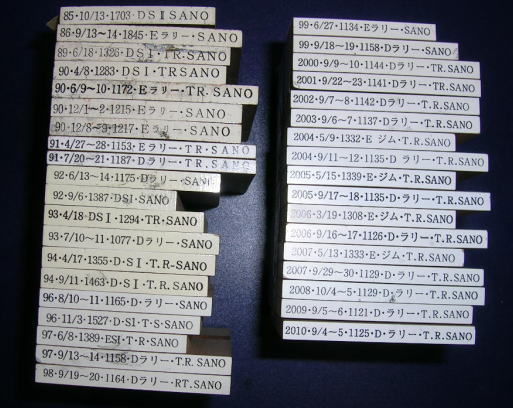 85・10/13・1703・DSⅡSANO
86・9/13~14・1845・Eラリー・SANO
89・6/18・1326・DSI・TR・SANO
90・4/8・1283・DSI・TRSANO
90・6/9~10・1172・Eラリー・TR.SANO
90・12/1~2・1215・Eラリー・SANO
90・12/8~9・1217・Eラリー・SANO
91・4/27~28・1153・Eラリー・TR.SANO
91・7/20~21・1187・Dラリー・T.R.SANO
92・6/13~14・1175・Dラリー・SANO
92・9/6・1387・DSI・SANO
93・4/18・DSI・1294・TR・SANO
93・7/10~11・1077・Dラリー・SANO
94・4/17・1355・D・SI・T.R-SANO
94・9/11・1463・D・SI・T.R.SANO
96・8/10~11・1165・D・ラリー・SANO
96・11/3・1527・D・SI・T・S・SANO
97・6/8・1389・ESI・T・R・SANO
97・9/13~14・1158・Dラリー・T.R.SANO
98・9/19~20・1164・Dラリー・RT.SANO
99・6/27・1134・Eラリー・SANO
99・9/18~19・1158・Dラリー・SANO
2000・9/9~10・1144・Dラリー・TR.SANO
2001・9/22~23・1141・Dラリー・T.R.SANO
2002・9/7~8・1142・Dラリー・T.R.SANO
2003・9/6~7・1137・Dラリー・T.R.SANO
2004・5/9・1332・E ジム・T.R.SANO
2004・9/11~12・1135・D ラリー・T.R.SANO
2005・5/15・1339・E・ジム・T.R.SANO
2005・9/17~18・1135・Dラリー・T.R.SANO
2006・3/19・1308・E・ジム・T.R.SANO
2006・9/16~17・1126・Dラリー・T.R.SANO
2007・5/13・1333・E・ジム・T.R.SANO
2007・9/29~30・1129・Dラリー・T.R.SANO
2008・10/4~5・1129・D・ラリー・T.R.SANO
2009・9/5~6・1121・Dラリー・T.R.SANO
2010・9/4~5・1125・D・ラリー・T.R.SANO